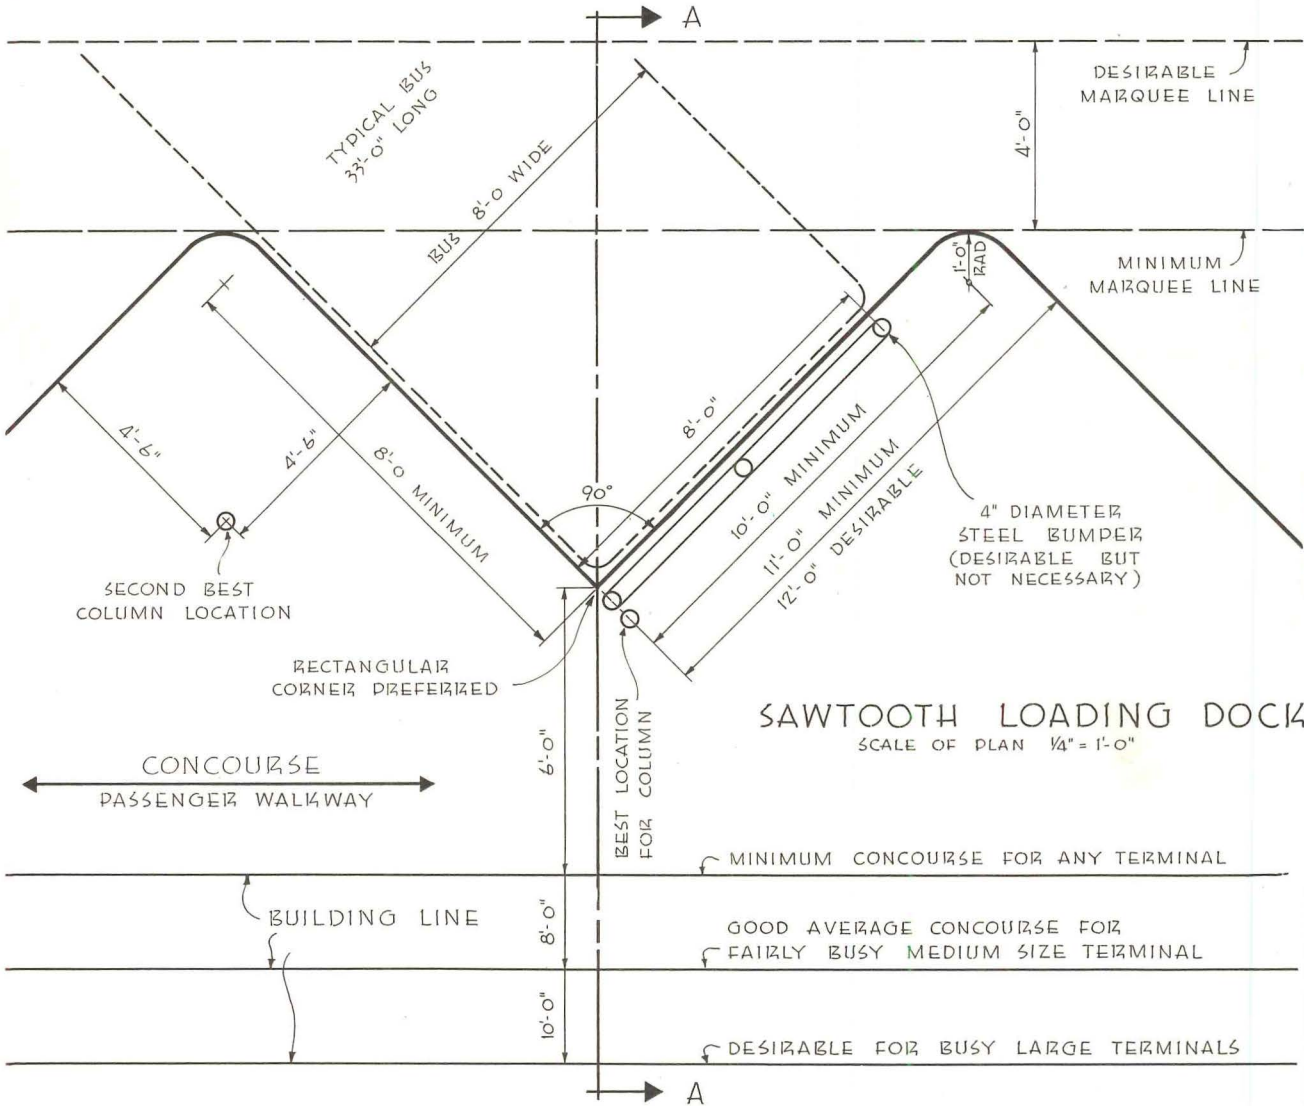 A
DESIRABLE
MARQUEE LINE
TYPICAL BUS
33'-0" LONG
4'-0"
BUS 8'-0 WIDE
1'-0"
RAD
MINIMUM
MARQUEE LINE
4'-6"
4'-6"
8'-0 MINIMUM
8'-0"
90°
10'-0" MINIMUM
11'-0" MINIMUM
12'-0" DESIRABLE
4" DIAMETER
STEEL BUMPER
(DESIRABLE BUT
NOT NECESSARY)
SECOND BEST
COLUMN LOCATION
RECTANGULAR
CORNER PREFERRED
6'-0"
BEST LOCATION
FOR COLUMN
SAWTOOTH LOADING DOCK
SCALE OF PLAN 1/4" = 1'-0"
CONCOURSE
PASSENGER WALKWAY
MINIMUM CONCOURSE FOR ANY TERMINAL
BUILDING LINE
8'-0"
GOOD AVERAGE CONCOURSE FOR
FAIRLY BUSY MEDIUM SIZE TERMINAL
10'-0"
DESIRABLE FOR BUSY LARGE TERMINALS
A